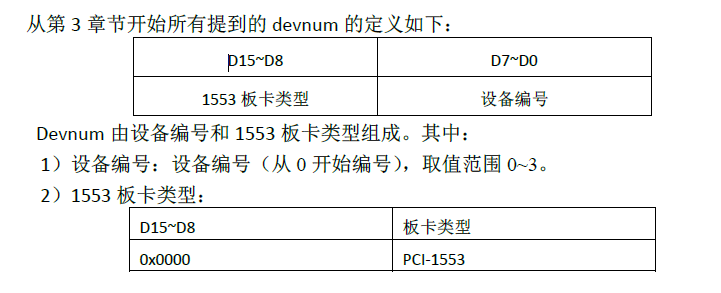 从第 3 章节开始所有提到的 devnum 的定义如下：
D15~D8 D7~D0
1553 板卡类型 设备编号
Devnum 由设备编号和 1553 板卡类型组成。其中：
1）设备编号：设备编号（从 0 开始编号），取值范围 0~3。
2）1553 板卡类型：
D15~D8 板卡类型
0x0000 PCI-1553